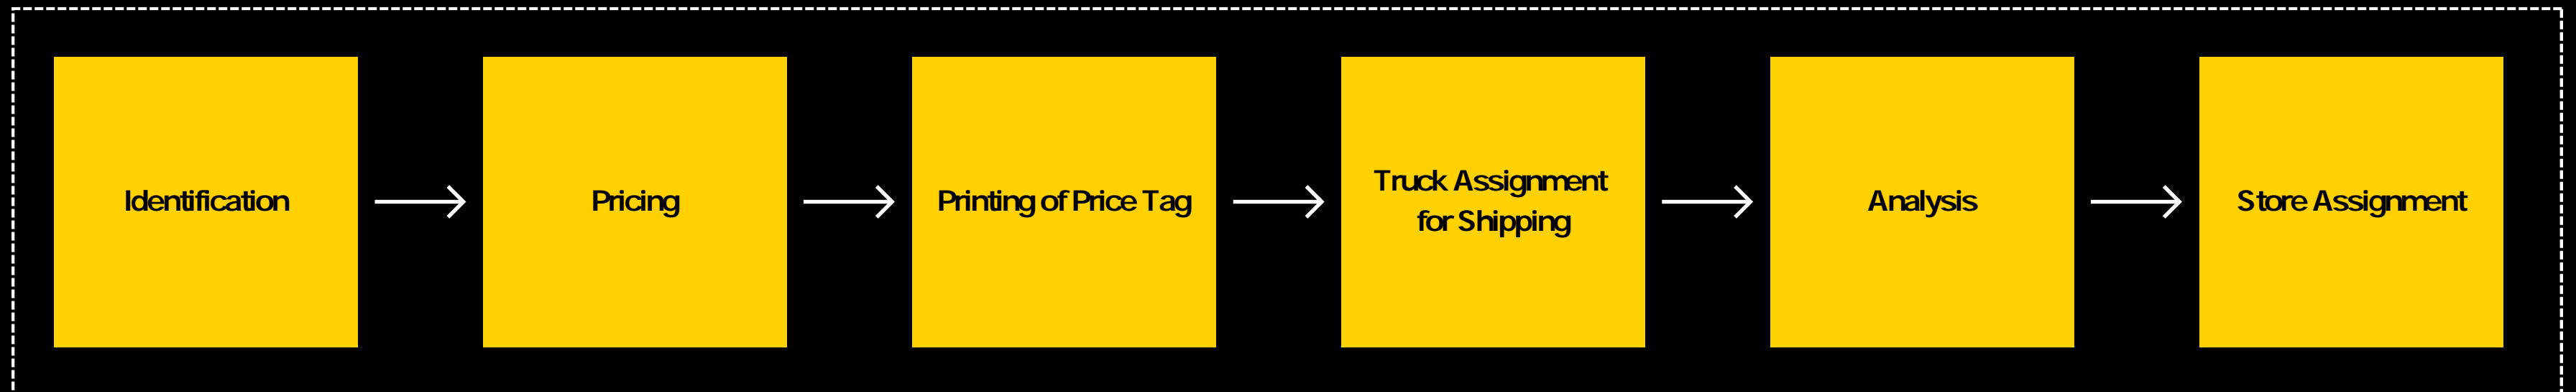 Identification
Pricing
Printing of Price Tag
Truck Assignment
for Shipping
Analysis
Store Assignment